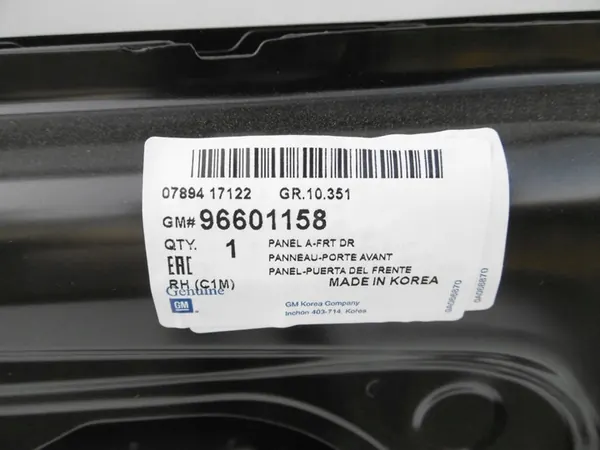 07894 17122 GR.10.351
GM# 96601158
QTY. 1 PANEL A-FRT DR
PANNEAU-PORTE AVANT
EAC PANEL-PUERTA DEL FRENTE
RH (C1M) MADE IN KOREA
Genuine
GM
GM Korea Company
Inchon 403-714, Korea
9A066870